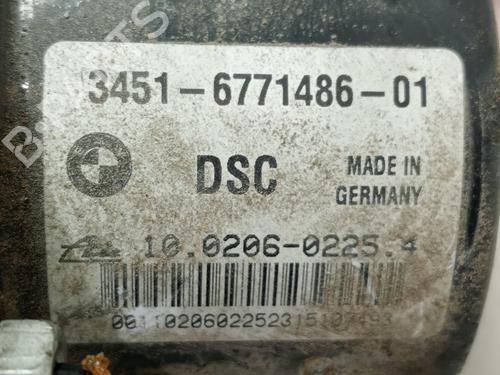 3451-6771486-01
DSC
MADE IN
GERMANY
10.0206-0225.4